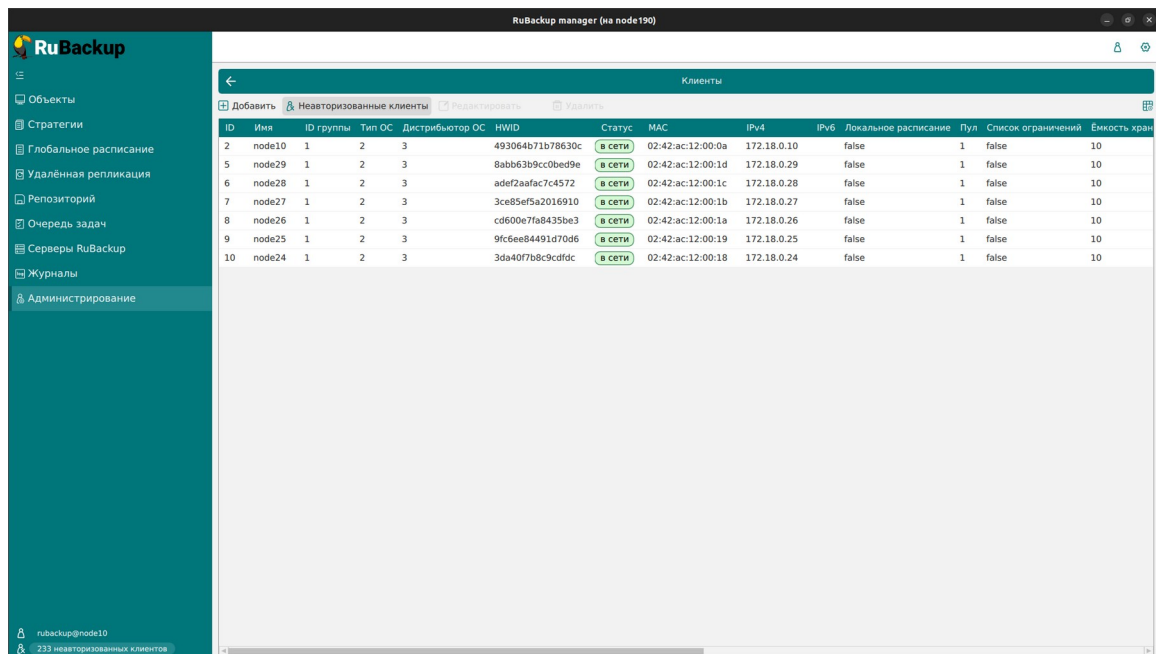 RuBackup manager (на node190)
RuBackup
Объекты
Стратегии
Глобальное расписание
Удалённая репликация
Репозиторий
Очередь задач
Серверы RuBackup
Журналы
Администрирование
Клиенты
Добавить Неавторизованные клиенты Редактировать Удалить
ID Имя ID группы Тип ОС Дистрибьютор ОС HWID Статус MAC IPv4 IPv6 Локальное расписание Пул Список ограничений Ёмкость хран
2 node10 1 2 3 493064b71b78630c в сети 02:42:ac:12:00:0a 172.18.0.10 false 1 false 10
5 node29 1 2 3 8abb63b9cc0bed9e в сети 02:42:ac:12:00:1d 172.18.0.29 false 1 false 10
6 node28 1 2 3 adef2aafac7c4572 в сети 02:42:ac:12:00:1c 172.18.0.28 false 1 false 10
7 node27 1 2 3 3ce85ef5a2016910 в сети 02:42:ac:12:00:1b 172.18.0.27 false 1 false 10
8 node26 1 2 3 cd600e7fa8435be3 в сети 02:42:ac:12:00:1a 172.18.0.26 false 1 false 10
9 node25 1 2 3 9fc6ee84491d70d6 в сети 02:42:ac:12:00:19 172.18.0.25 false 1 false 10
10 node24 1 2 3 3da40f7b8c9cdfdc в сети 02:42:ac:12:00:18 172.18.0.24 false 1 false 10
rubackup@node10
233 неавторизованных клиентов